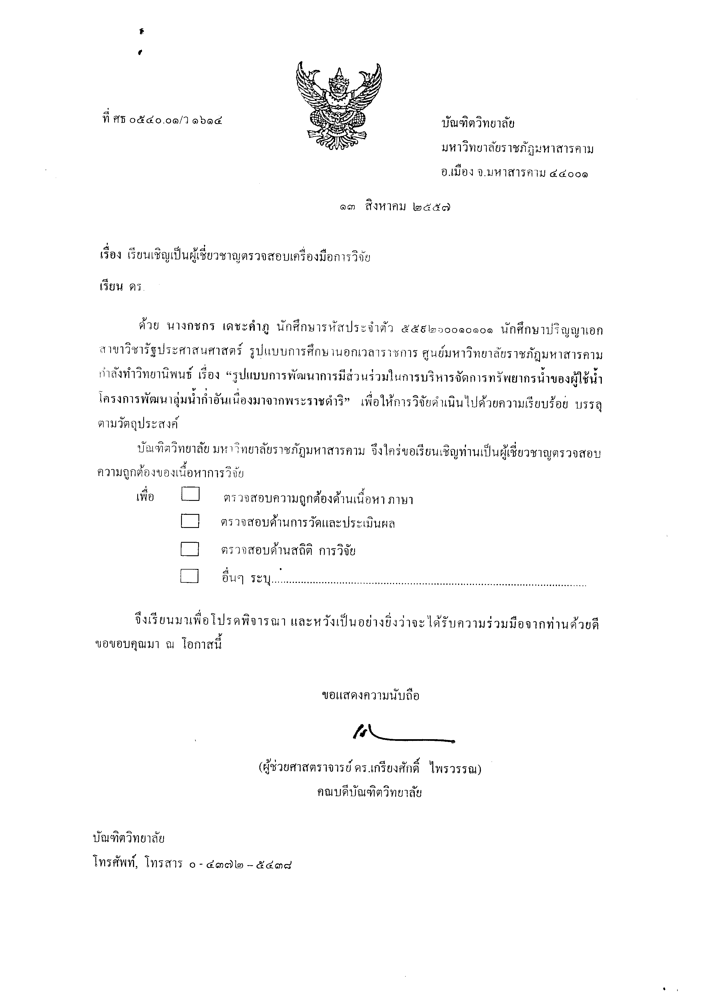 ที่ ศธ ๐๕๔๐.๐๑/ว ๑๖๑๔
บัณฑิตวิทยาลัย
มหาวิทยาลัยราชภัฏมหาสารคาม
อ.เมือง จ.มหาสารคาม ๔๔๐๐๑
๑๓ สิงหาคม ๒๕๕๗
เรื่อง เรียนเชิญเป็นผู้เชี่ยวชาญตรวจสอบเครื่องมือการวิจัย
เรียน ดร.
ด้วย นางกชกร เดชะคำภู นักศึกษารหัสประจำตัว ๕๕๙๒๑๐๐๑๐๑๐๑ นักศึกษาปริญญาเอก
สาขาวิชารัฐประศาสนศาสตร์ รูปแบบการศึกษานอกเวลาราชการ ศูนย์มหาวิทยาลัยราชภัฏมหาสารคาม
กำลังทำวิทยานิพนธ์ เรื่อง “รูปแบบการพัฒนาการมีส่วนร่วมในการบริหารจัดการทรัพยากรน้ำของผู้ใช้น้ำ
โครงการพัฒนาลุ่มน้ำก่ำอันเนื่องมาจากพระราชดำริ” เพื่อให้การวิจัยดำเนินไปด้วยความเรียบร้อย บรรลุ
ตามวัตถุประสงค์
บัณฑิตวิทยาลัย มหาวิทยาลัยราชภัฏมหาสารคาม จึงใคร่ขอเรียนเชิญท่านเป็นผู้เชี่ยวชาญตรวจสอบ
ความถูกต้องของเนื้อหาการวิจัย
เพื่อ ตรวจสอบความถูกต้องด้านเนื้อหา ภาษา
ตรวจสอบด้านการวัดและประเมินผล
ตรวจสอบด้านสถิติ การวิจัย
อื่นๆ ระบุ..........................................................................
จึงเรียนมาเพื่อโปรดพิจารณา และหวังเป็นอย่างยิ่งว่าจะได้รับความร่วมมือจากท่านด้วยดี
ขอขอบคุณมา ณ โอกาสนี้
ขอแสดงความนับถือ
(ผู้ช่วยศาสตราจารย์ ดร.เกรียงศักดิ์ ไพรวรรณ)
คณบดีบัณฑิตวิทยาลัย
บัณฑิตวิทยาลัย
โทรศัพท์, โทรสาร ๐ - ๔๓๗๒ – ๕๔๓๘